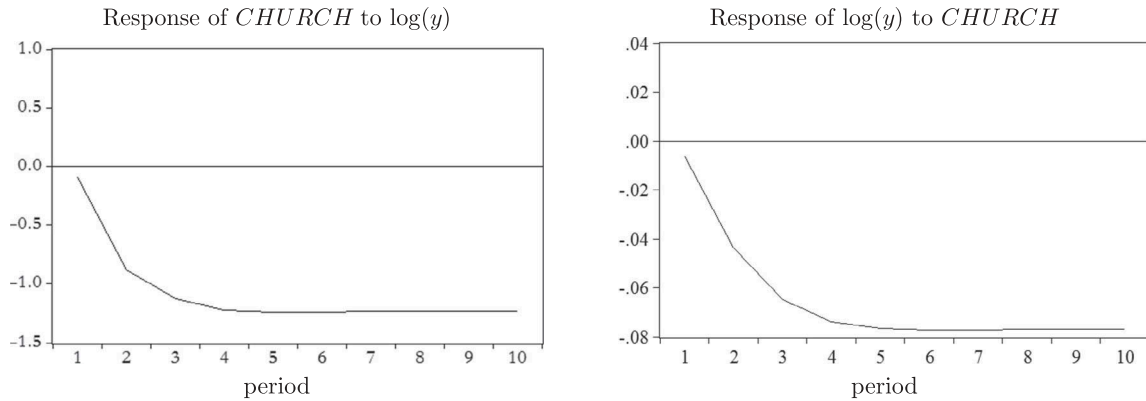 Response of CHURCH to log(y)
1.0
0.5
0.0
–0.5
–1.0
–1.5
1 2 3 4 5 6 7 8 9 10
period
Response of log(y) to CHURCH
.04
.02
.00
-.02
-.04
-.06
-.08
1 2 3 4 5 6 7 8 9 10
period